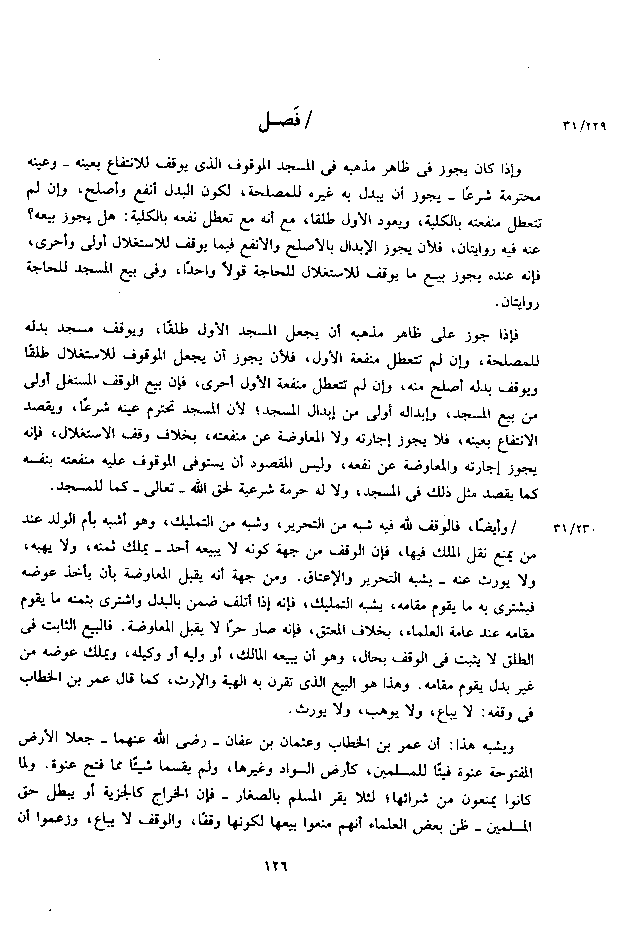 ٣١/٢٢٩
/ فَصـل
وإذا كان يجوز فى ظاهر مذهبه فى المسجد الموقوف الذى يوقف للانتفاع بعينه ـ وعينه
محترمة شرعًا ـ يجوز أن يبدل به غيره للمصلحة، لكون البدل أنفع وأصلح، وإن لم
تتعطل منفعته بالكلية، ويعود الأول طلقا، مع أنه مع تعطل نفعه بالكلية: هل يجوز بيعه؟
عنه فيه روايتان، فلأن يجوز الإبدال بالأصلح والأنفع فيما يوقف للاستغلال أولى وأحرى،
فإنه عنده يجوز بيع ما يوقف للاستغلال للحاجة قولاً واحدًا، وفى بيع المسجد للحاجة
روايتان.
فإذا جوز على ظاهر مذهبه أن يجعل المسجد الأول طلقًا، ويوقف مسجد بدله
للمصلحة، وإن لم تتعطل منفعة الأول، فلأن يجوز أن يجعل الموقوف للاستغلال طلقًا
ويوقف بدله أصلح منه، وإن لم تتعطل منفعة الأول أحرى، فإن بيع الوقف المستغل أولى
من بيع المسجد، وإبداله أولى من إبدال المسجد؛ لأن المسجد تحترم عينه شرعًا، ويقصد
الانتفاع بعينه، فلا يجوز إجارته ولا المعاوضة عن منفعته، بخلاف وقف الاستغلال، فإنه
يجوز إجارته والمعاوضة عن نفعه، وليس المقصود أن يستوفى الموقوف عليه منفعته بنفسه
كما يقصد مثل ذلك فى المسجد، ولا له حرمة شرعية لحق الله ـ تعالى ـ كما للمسجد.
٣١/٢٣٠
/ وأيضًا، فالوقف لله فيه شبه من التحرير، وشبه من التمليك، وهو أشبه بأم الولد عند
من يمنع نقل الملك فيها، فإن الوقف من جهة كونه لا يبيعه أحد ـ يملك ثمنه، ولا يهبه،
ولا يورث عنه ـ يشبه التحرير والإعتاق. ومن جهة أنه يقبل المعاوضة بأن يأخذ عوضه
فيشترى به ما يقوم مقامه، يشبه التمليك، فإنه إذا أتلف ضمن بالبدل واشترى بثمنه ما يقوم
مقامه عند عامة العلماء، بخلاف المعتق، فإنه صار حرًا لا يقبل المعاوضة. فالبيع الثابت فى
الطلق لا يثبت فى الوقف بحال، وهو أن يبيعه المالك، أو وليه أو وكيله، ويملك عوضه من
غير بدل يقوم مقامه. وهذا هو البيع الذى تقرن به الهبة والإرث، كما قال عمر بن الخطاب
فى وقفه: لا يباع، ولا يوهب، ولا يورث.
ويشبه هذا: أن عمر بن الخطاب وعثمان بن عفان ـ رضى الله عنهما ـ جعلا الأرض
المفتوحة عنوة فيئًا للمسلمين، كأرض السواد وغيرها، ولم يقسما شيئًا مما فتح عنوة. ولما
كانوا يمنعون من شرائها؛ لئلا يقر المسلم بالصغار ـ فإن الخراج كالجزية أو يبطل حق
المسلمين ـ ظن بعض العلماء أنهم منعوا بيعها لكونها وقفًا، والوقف لا يباع، وزعموا أن
١٢٦